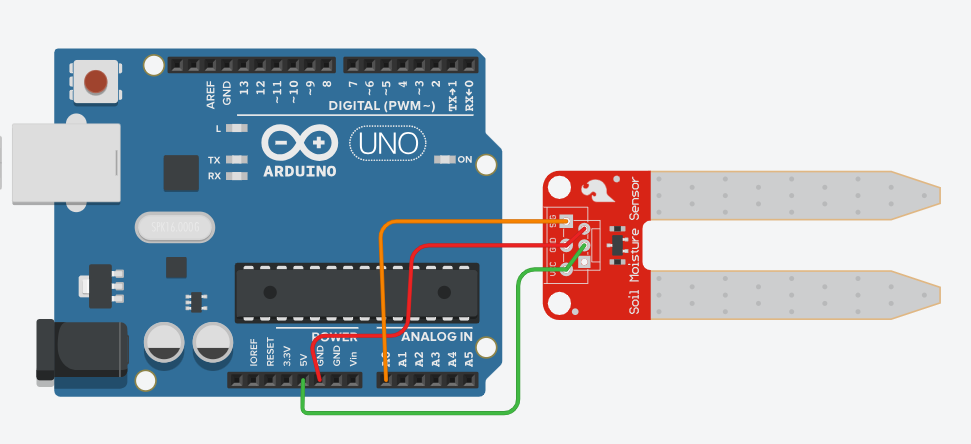 AREF
GND
13
12
~11
~10
~9
8
7
~6
~5
4
~3
2
TX→1
RX←0
DIGITAL (PWM~)
L
TX
RX
ARDUINO
UNO
ON
SIG
GND
VCC
Soil Moisture Sensor
POWER
ANALOG IN
IOREF
RESET
3.3V
5V
GND
GND
Vin
A0
A1
A2
A3
A4
A5